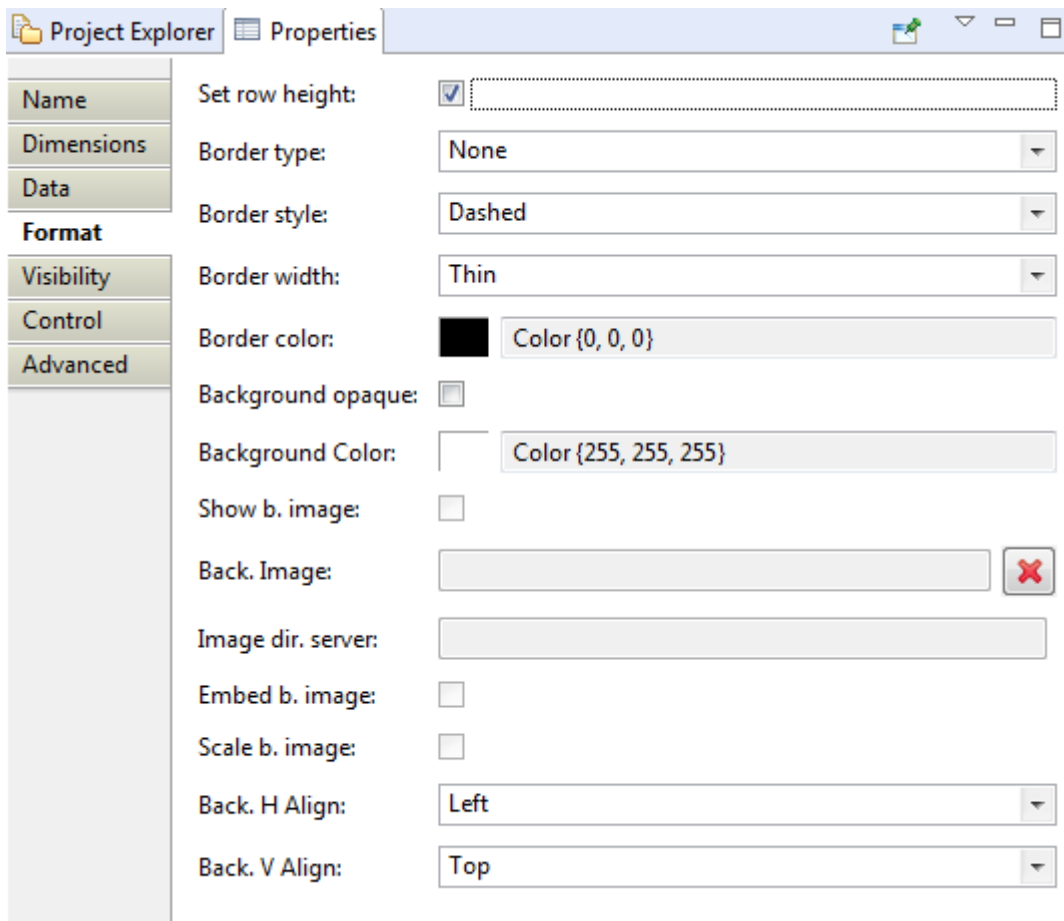 Project Explorer Properties
Name
Dimensions
Data
Format
Visibility
Control
Advanced
Set row height:
Border type: None
Border style: Dashed
Border width: Thin
Border color: Color {0, 0, 0}
Background opaque:
Background Color: Color {255, 255, 255}
Show b. image:
Back. Image:
Image dir. server:
Embed b. image:
Scale b. image:
Back. H Align: Left
Back. V Align: Top